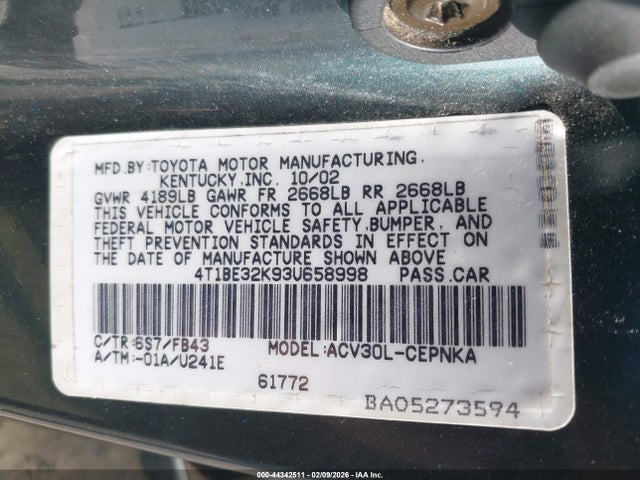 MFD.BY:TOYOTA MOTOR MANUFACTURING,
KENTUCKY,INC. 10/02
GVWR 4189LB GAWR FR 2668LB RR 2668LB
THIS VEHICLE CONFORMS TO ALL APPLICABLE
FEDERAL MOTOR VEHICLE SAFETY,BUMPER, AND
THEFT PREVENTION STANDARDS IN EFFECT ON
THE DATE OF MANUFACTURE SHOWN ABOVE
4T1BE32K93U658998 PASS.CAR
C/TR:6S7/FB43 MODEL:ACV30L-CEPNKA
A/TM:-01A/U241E
61772
BA05273594
000-44342511 - 02/09/2026 - IAA Inc.